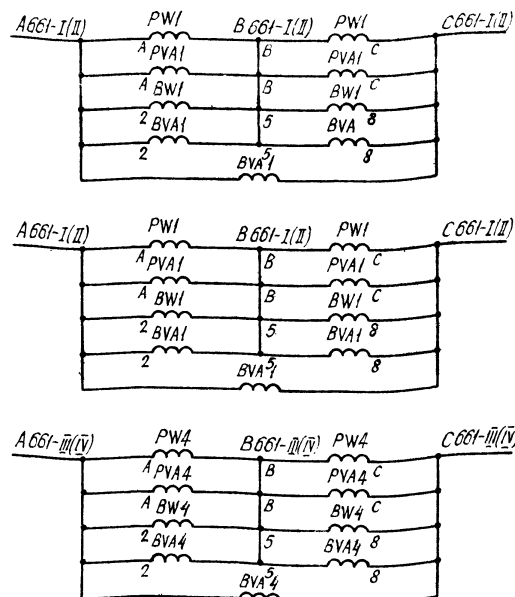 A661-I(II) PW1 B661-I(II) PW1 C661-I(II)
A PVA1 B PVA1 C
A BW1 B BW1 C
2 BVA1 5 BVA 8
2 BVA1 5 8
A661-I(II) PW1 B661-I(II) PW1 C661-I(II)
A PVA1 B PVA1 C
A BW1 B BW1 C
2 BVA1 5 BVA1 8
2 BVA1 5 8
A661-III(IV) PW4 B661-III(IV) PW4 C661-III(IV)
A PVA4 B PVA4 C
A BW4 B BW4 C
2 BVA4 5 BVA4 8
2 BVA4 5 8